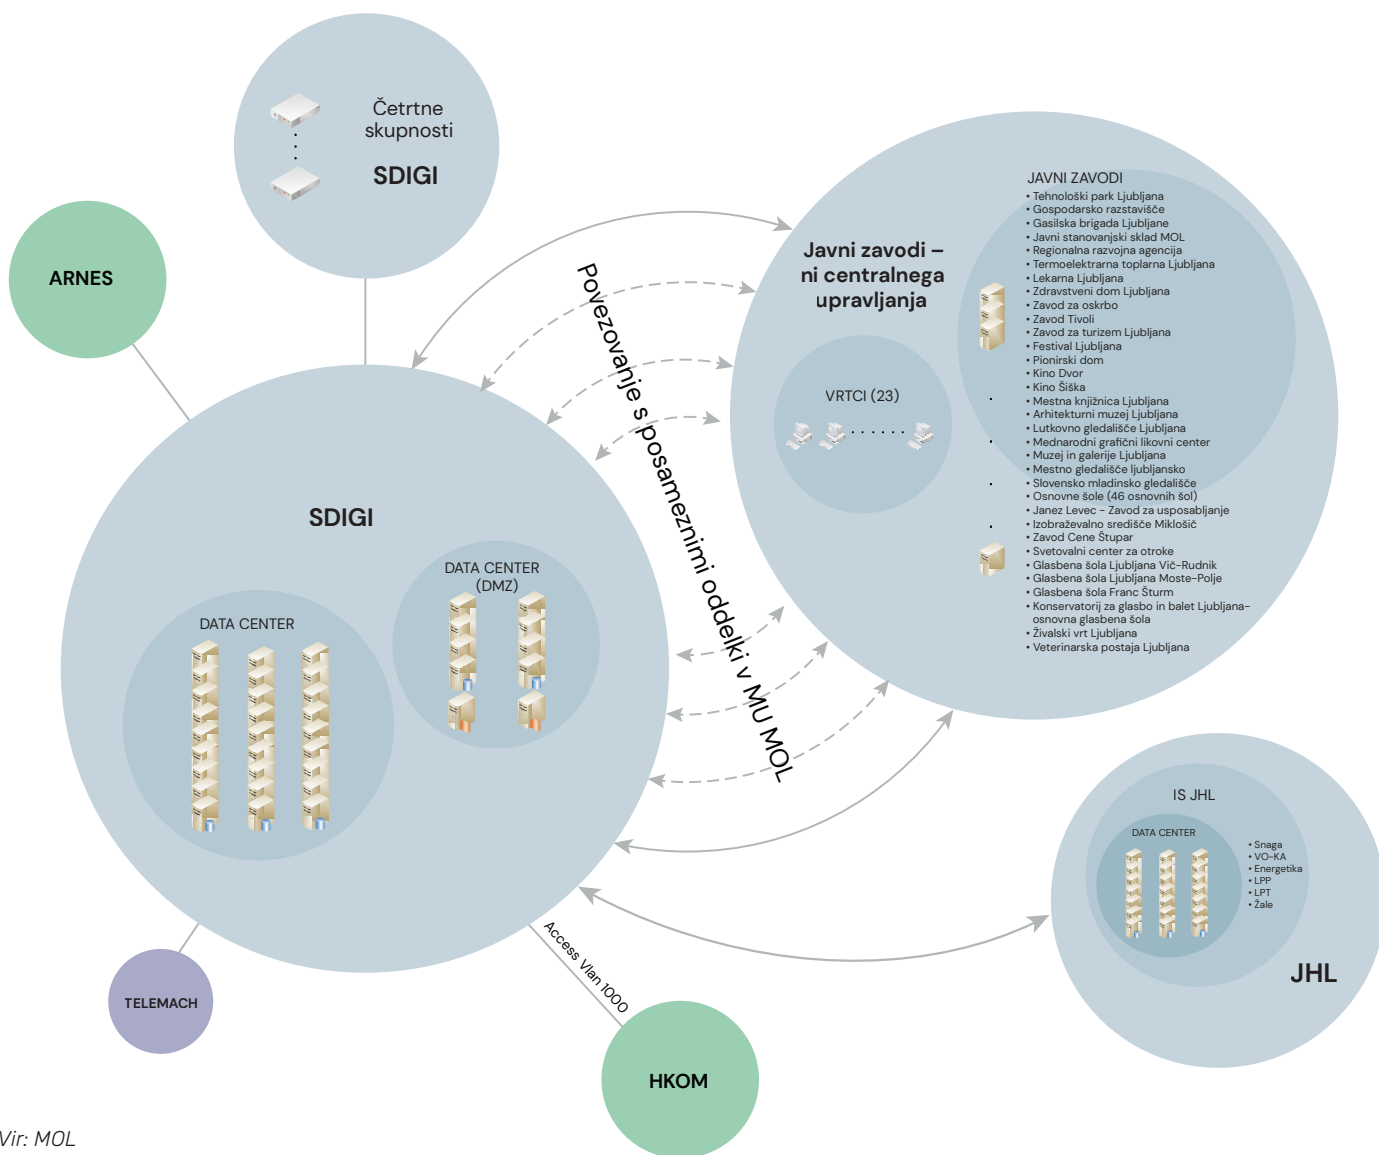 Četrtne
skupnosti
SDIGI
ARNES
SDIGI
DATA CENTER
DATA CENTER
(DMZ)
TELEMACH
Access Vlan 1000
HKOM
Povezovanje s posameznimi oddelki v MU MOL
Javni zavodi –
ni centralnega
upravljanja
VRTCI (23)
JAVNI ZAVODI
• Tehnološki park Ljubljana
• Gospodarsko razstavišče
• Gasilska brigada Ljubljane
• Javni stanovanjski sklad MOL
• Regionalna razvojna agencija
• Termoelektrarna toplarna Ljubljana
• Lekarna Ljubljana
• Zdravstveni dom Ljubljana
• Zavod za oskrbo
• Zavod Tivoli
• Zavod za turizem Ljubljana
• Festival Ljubljana
• Pionirski dom
• Kino Dvor
• Kino Šiška
• Mestna knjižnica Ljubljana
• Arhitekturni muzej Ljubljana
• Lutkovno gledališče Ljubljana
• Mednarodni grafični likovni center
• Muzej in galerije Ljubljana
• Mestno gledališče ljubljansko
• Slovensko mladinsko gledališče
• Osnovne šole (46 osnovnih šol)
• Janez Levec – Zavod za usposabljanje
• Izobraževalno središče Miklošič
• Zavod Cene Štupar
• Svetovalni center za otroke
• Glasbena šola Ljubljana Vič-Rudnik
• Glasbena šola Ljubljana Moste-Polje
• Glasbena šola Franc Šturm
• Konservatorij za glasbo in balet Ljubljana-
osnovna glasbena šola
• Živalski vrt Ljubljana
• Veterinarska postaja Ljubljana
IS JHL
DATA CENTER
• Snaga
• VO-KA
• Energetika
• LPP
• LPT
• Žale
JHL
Vir: MOL